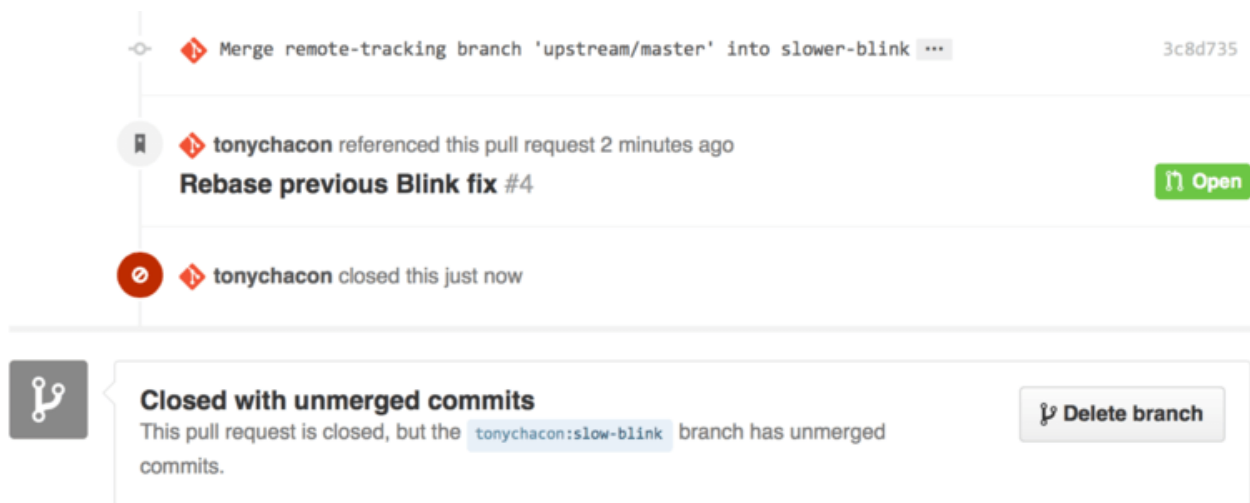 Merge remote-tracking branch 'upstream/master' into slower-blink ... 3c8d735
tonychacon referenced this pull request 2 minutes ago
Rebase previous Blink fix #4 Open
tonychacon closed this just now
Closed with unmerged commits
This pull request is closed, but the tonychacon:slow-blink branch has unmerged
commits.
Delete branch